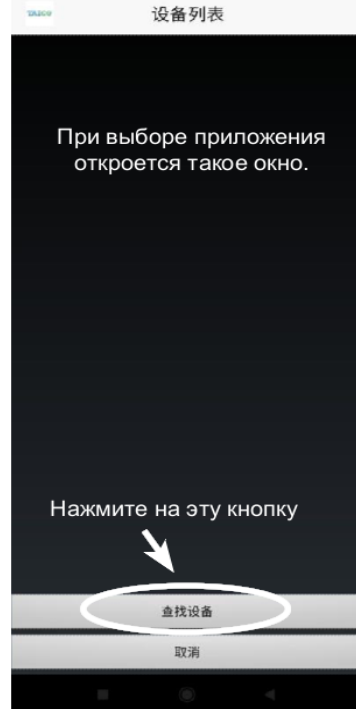 TAICO
设备列表
При выборе приложения
откроется такое окно.
Нажмите на эту кнопку
查找设备
取消